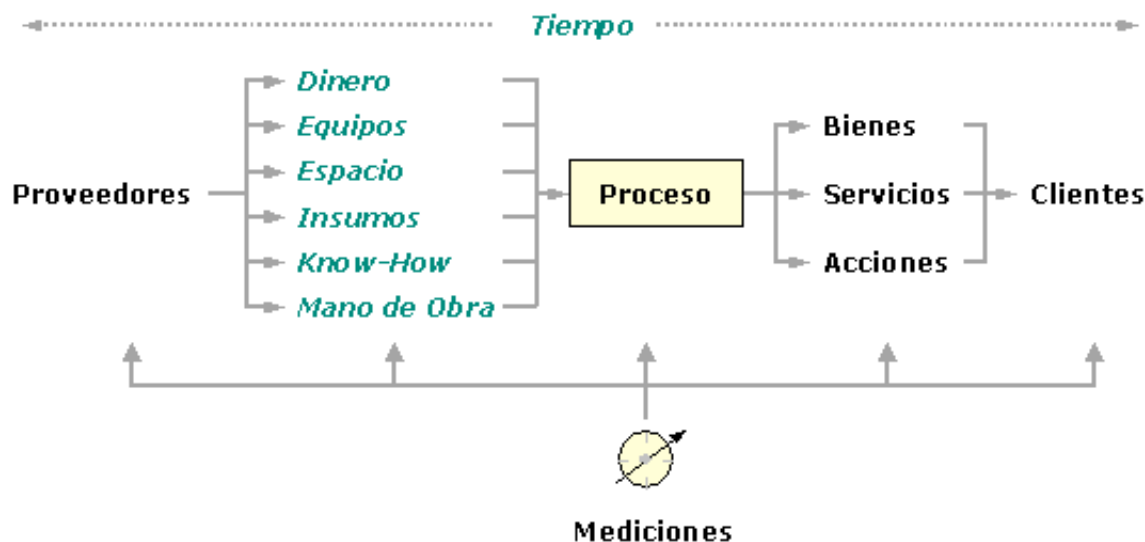 Tiempo
Proveedores
Dinero
Equipos
Espacio
Insumos
Know-How
Mano de Obra
Proceso
Bienes
Servicios
Acciones
Clientes
Mediciones